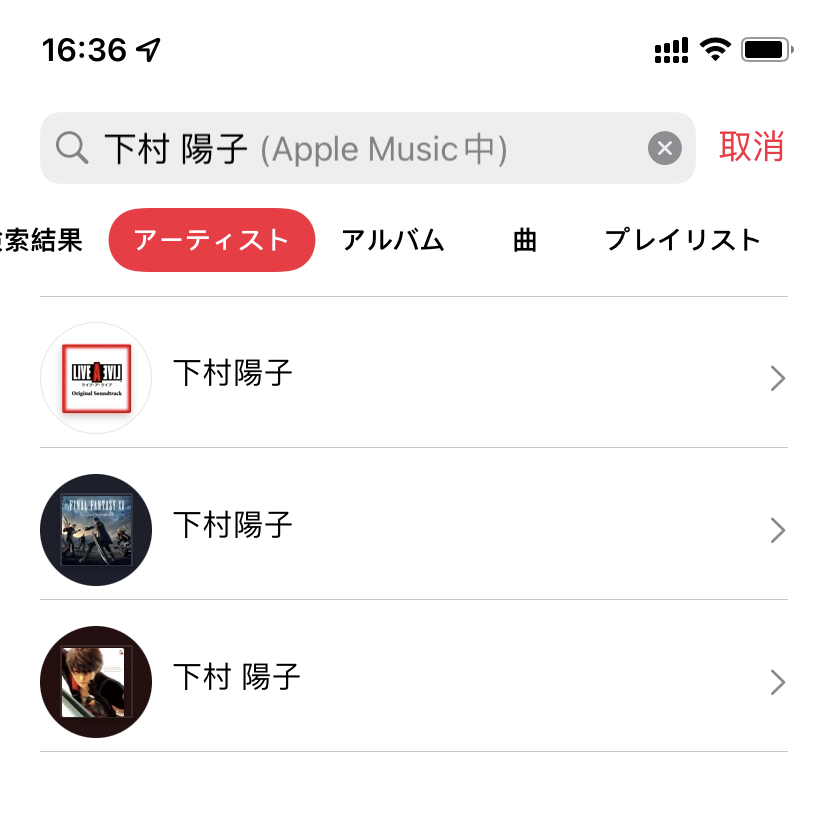 16:36
下村 陽子 (Apple Music中)
取消
索結果
アーティスト
アルバム
曲
プレイリスト
LIVE A LIVE
ライブ・ア・ライブ
Original Soundtrack
下村陽子
FINAL FANTASY XV
下村陽子
下村 陽子